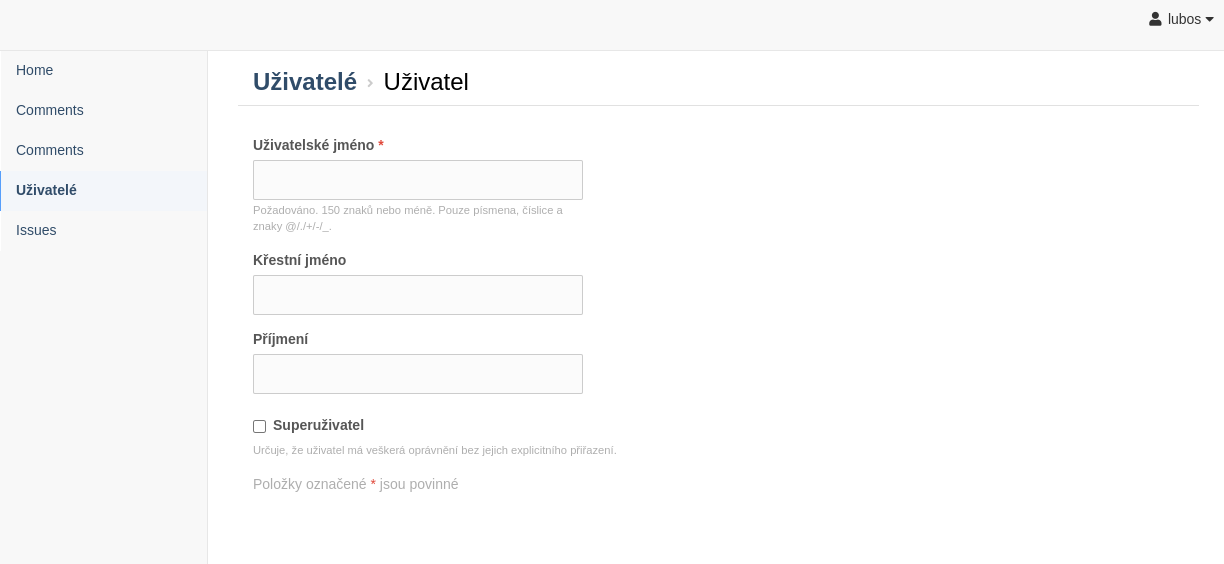 lubos
Home
Comments
Comments
Uživatelé
Issues
Uživatelé › Uživatel
Uživatelské jméno *
Požadováno. 150 znaků nebo méně. Pouze písmena, číslice a
znaky @/./+/-/_.
Křestní jméno
Příjmení
Superuživatel
Určuje, že uživatel má veškerá oprávnění bez jejich explicitního přiřazení.
Položky označené * jsou povinné